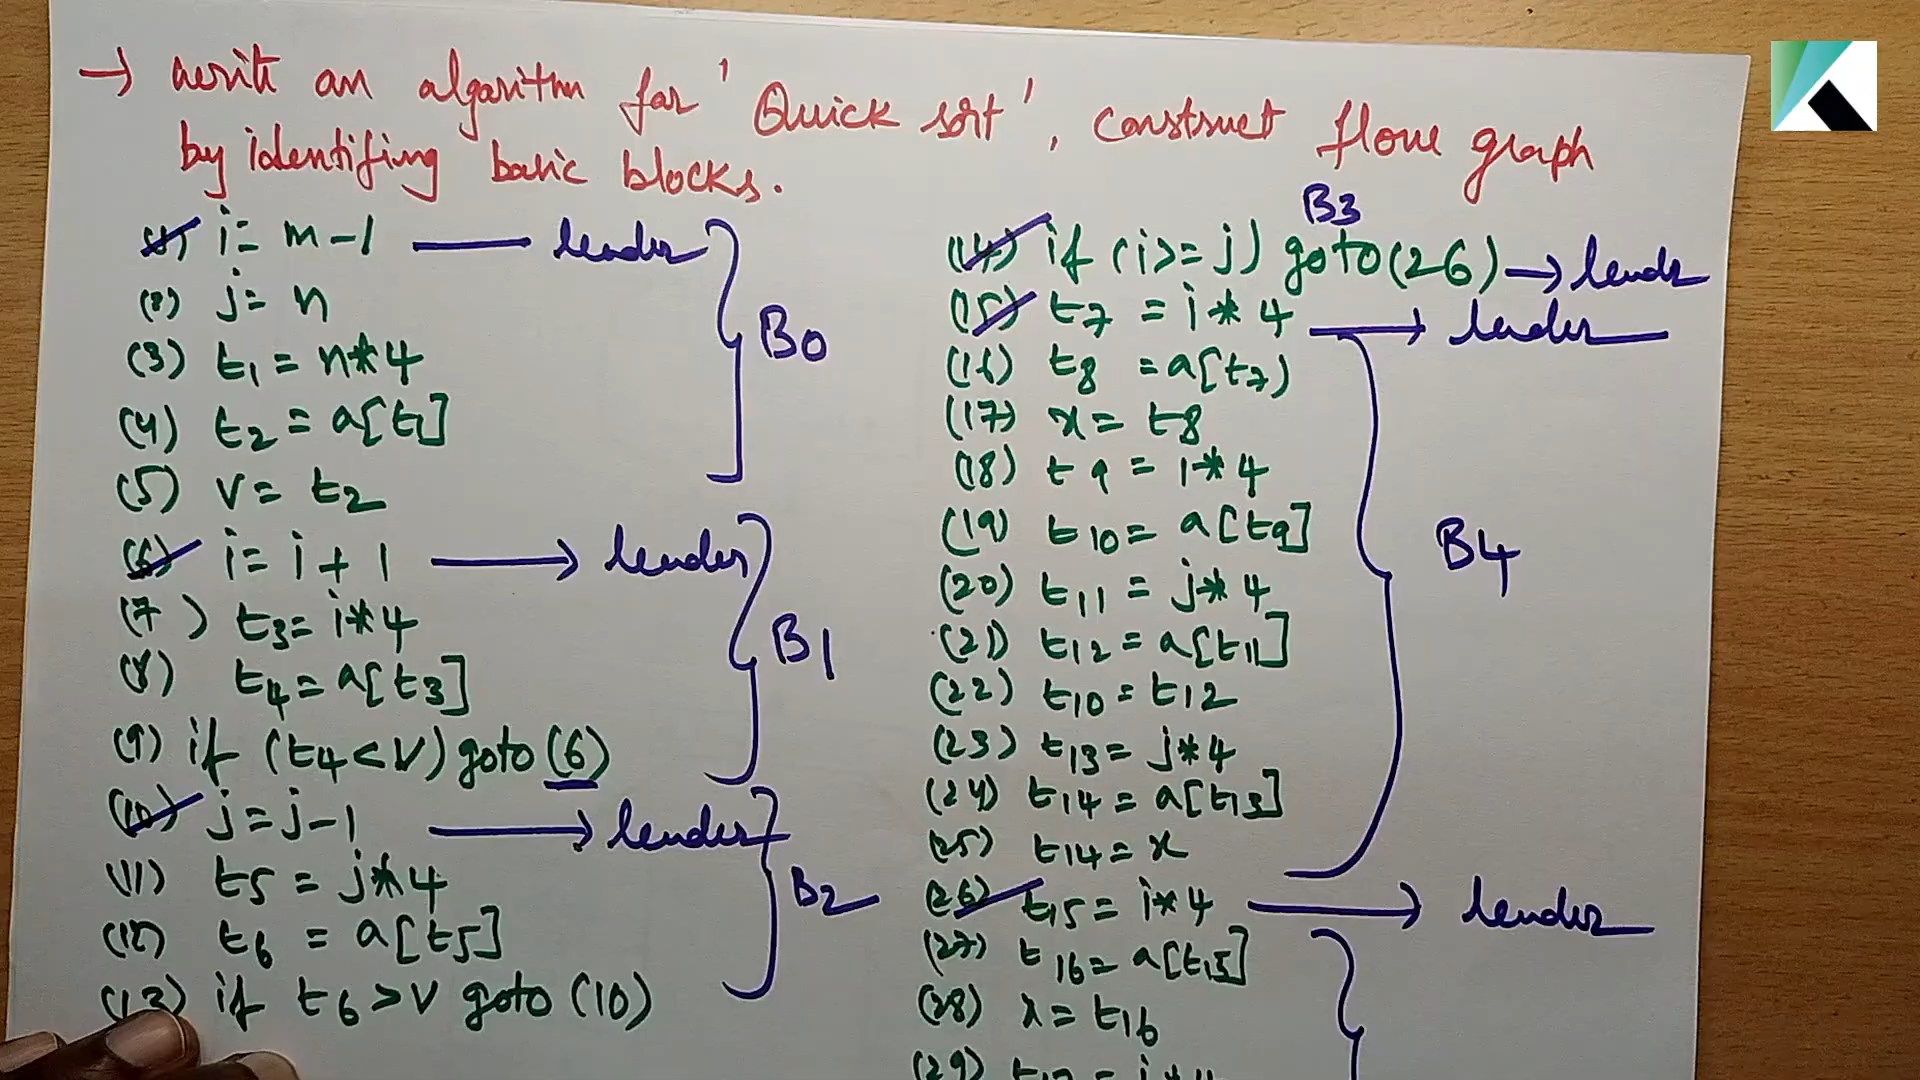 → write an algorithm for 'Quick sort', construct flow graph
by identifing basic blocks.
(1) i= m-1 — leader
(2) j= n
(3) t1 = n*4
(4) t2 = a[t1]
(5) v= t2
B0
(6) i= i+1 → leader
(7) t3= i*4
(8) t4= a[t3]
(9) if (t4<v) goto (6)
B1
(10) j=j-1 → leader
(11) t5 = j*4
(12) t6 = a[t5]
(13) if t6>v goto (10)
B2
B3
(14) if (i>=j) goto(26) → leader
(15) t7 = i*4 → leader
(16) t8 =a[t7)
(17) x= t8
(18) t9 = i*4
(19) t10= a[t9]
(20) t11 = j*4
(21) t12 = a[t11]
(22) t10= t12
(23) t13= j*4
(24) t14 = a[t13]
(25) t14= x
B4
(26) t15= i*4 → leader
(27) t16= a[t15]
(28) x= t16
(29)